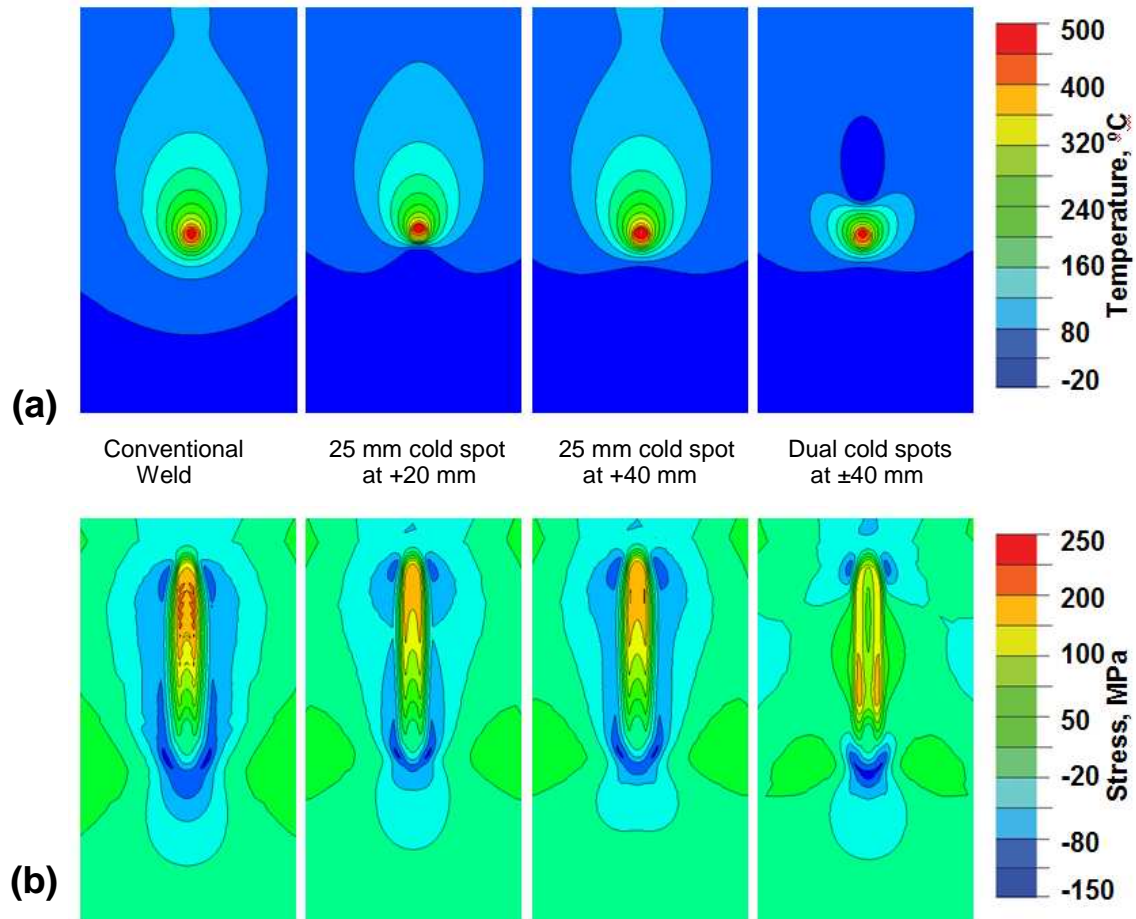 500
400
320
240
160
80
-20
Temperature, °C
(a)
Conventional
Weld
25 mm cold spot
at +20 mm
25 mm cold spot
at +40 mm
Dual cold spots
at ±40 mm
250
200
100
50
-20
-80
-150
Stress, MPa
(b)